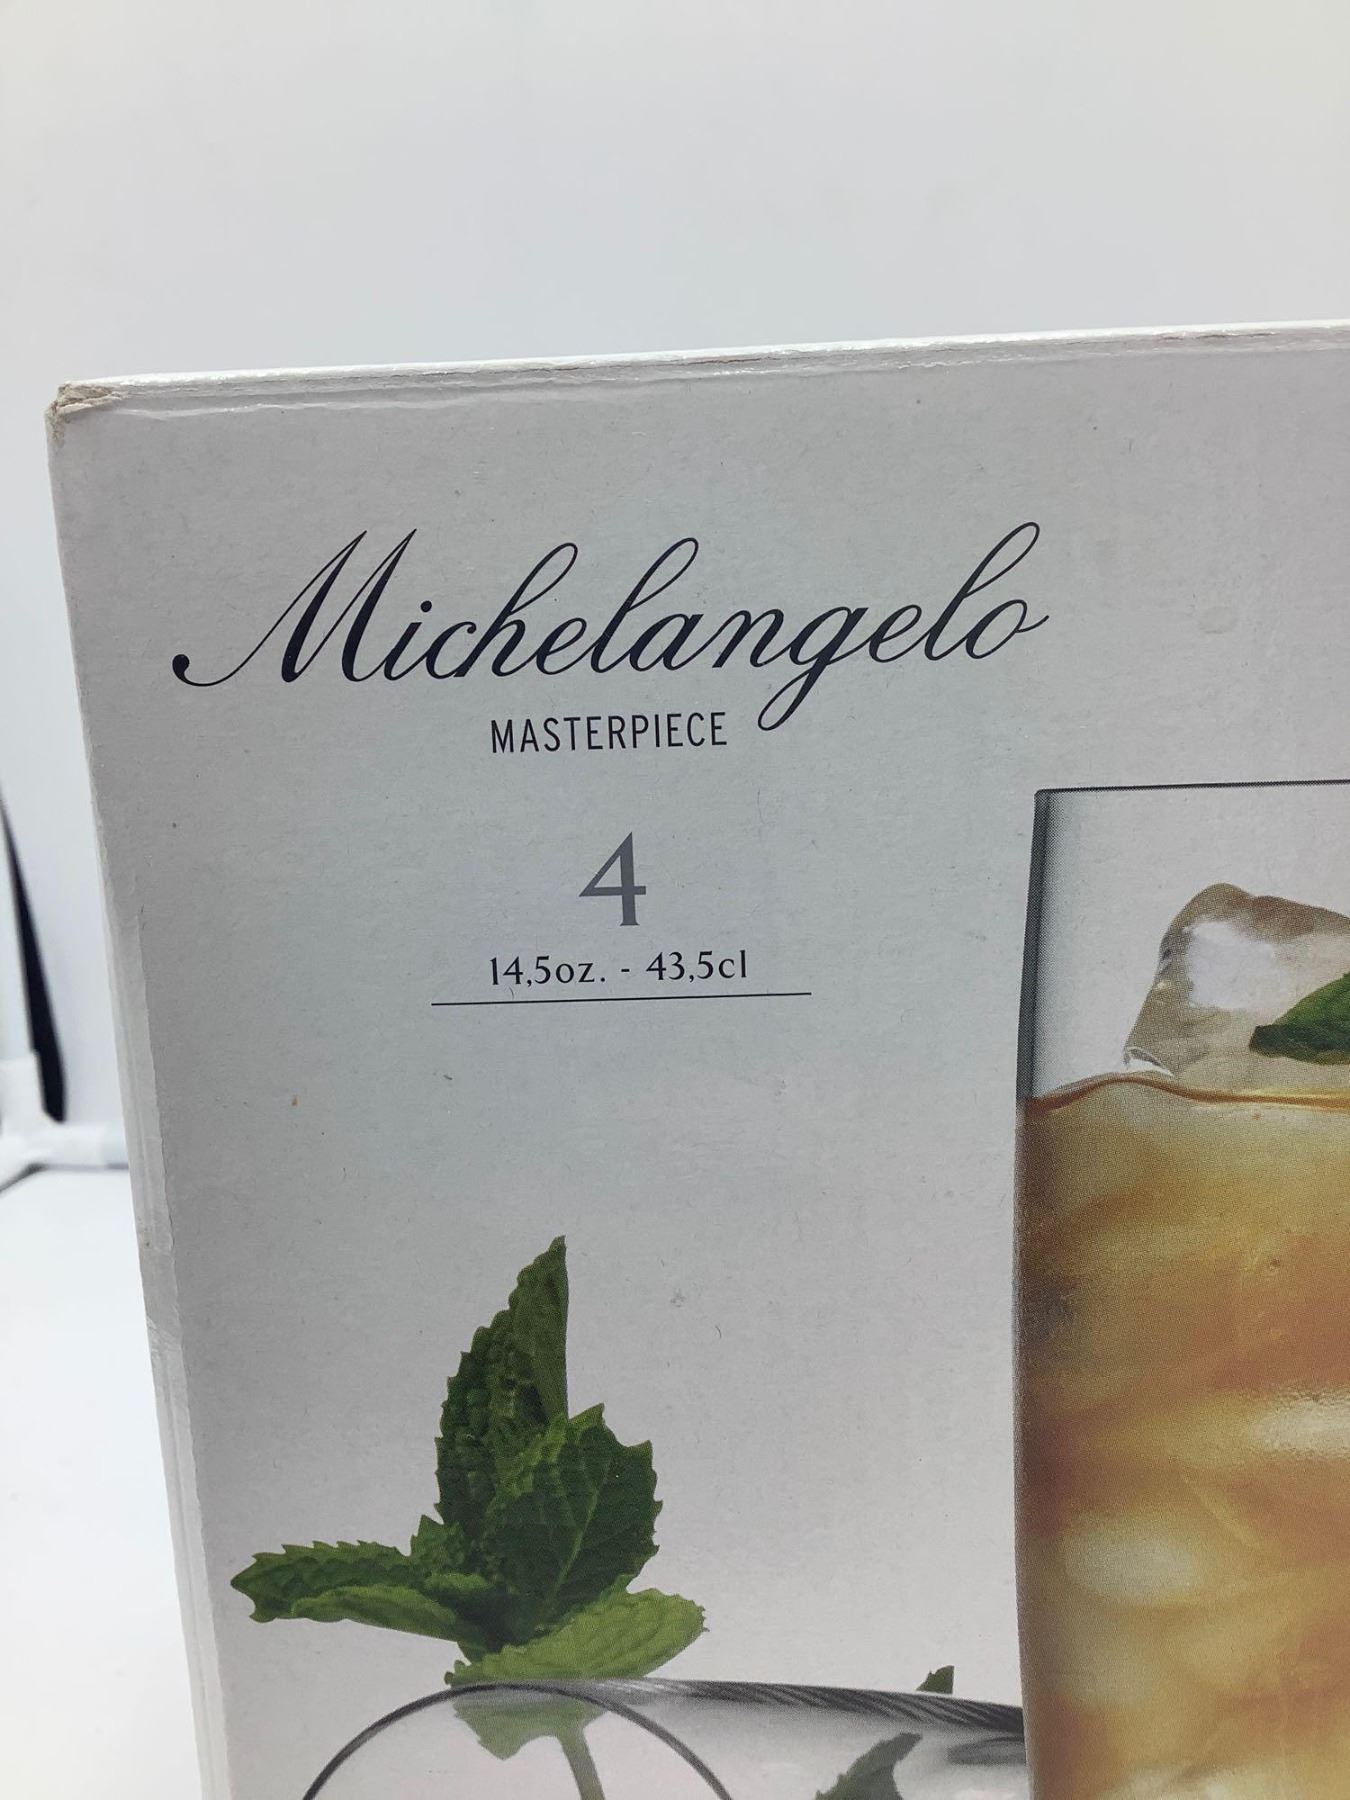 Michelangelo
MASTERPIECE
4
14,5oz. - 43,5cl